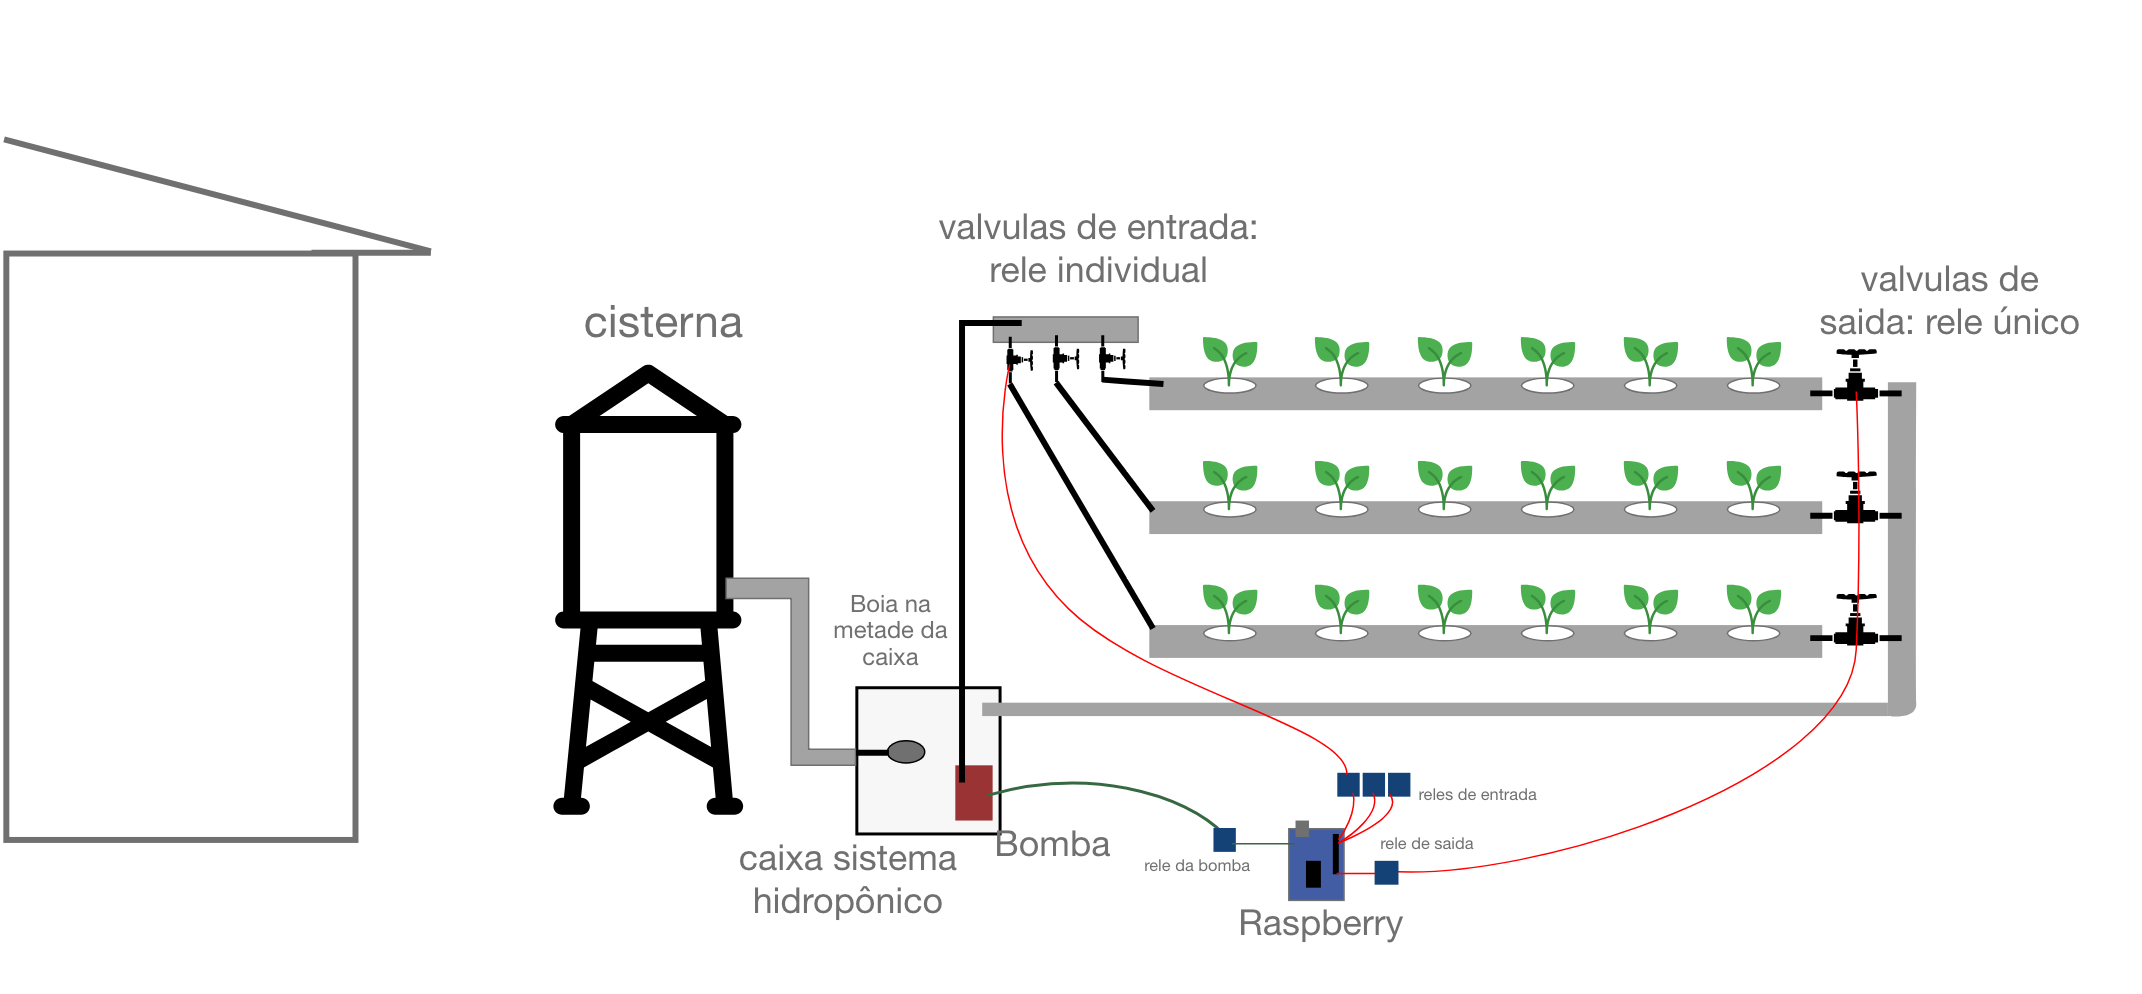 valvulas de entrada:
rele individual
valvulas de
saida: rele único
cisterna
Boia na
metade da
caixa
reles de entrada
Bomba
rele de saida
caixa sistema
hidropônico
rele da bomba
Raspberry